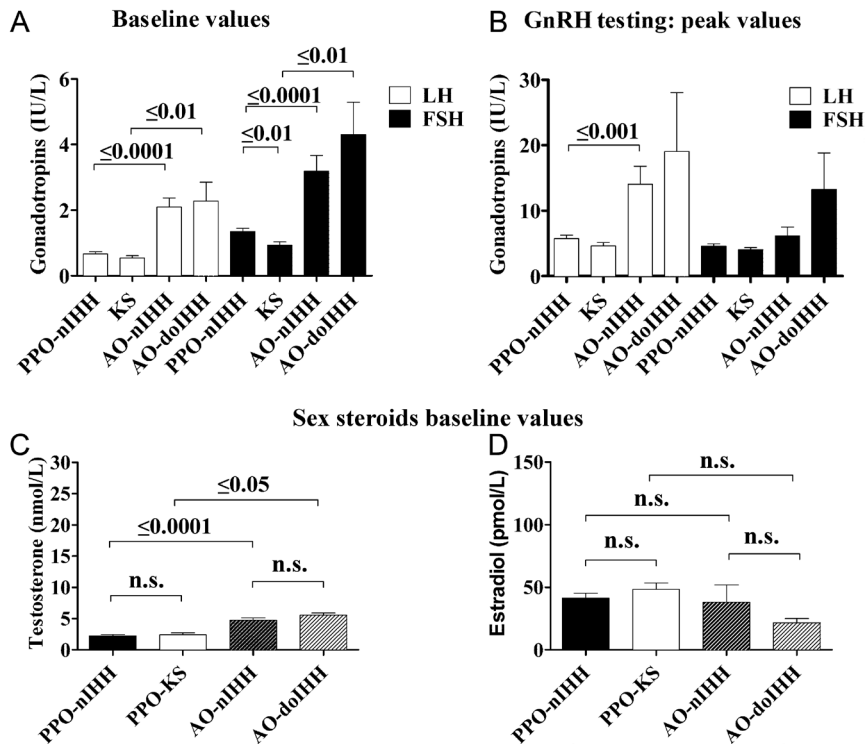 A
Baseline values
Gonadotropins (IU/L)
6
4
2
0
≤0.0001
≤0.01
≤0.0001
≤0.01
≤0.01
LH
FSH
PPO-nIHH
KS
AO-nIHH
AO-doIHH
PPO-nIHH
KS
AO-nIHH
AO-doIHH
B
GnRH testing: peak values
Gonadotropins (IU/L)
30
20
10
0
≤0.001
LH
FSH
PPO-nIHH
KS
AO-nIHH
AO-doIHH
PPO-nIHH
KS
AO-nIHH
AO-doIHH
Sex steroids baseline values
C
Testosterone (nmol/L)
30
25
20
15
10
5
0
≤0.05
≤0.0001
n.s.
n.s.
PPO-nIHH
PPO-KS
AO-nIHH
AO-doIHH
D
Estradiol (pmol/L)
150
100
50
0
n.s.
n.s.
n.s.
n.s.
PPO-nIHH
PPO-KS
AO-nIHH
AO-doIHH